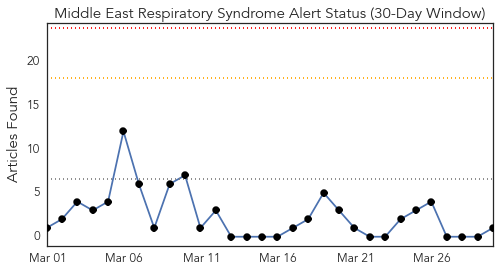 Middle East Respiratory Syndrome Alert Status (30-Day Window)
Articles Found
20
15
10
5
0
Mar 01 Mar 06 Mar 11 Mar 16 Mar 21 Mar 26